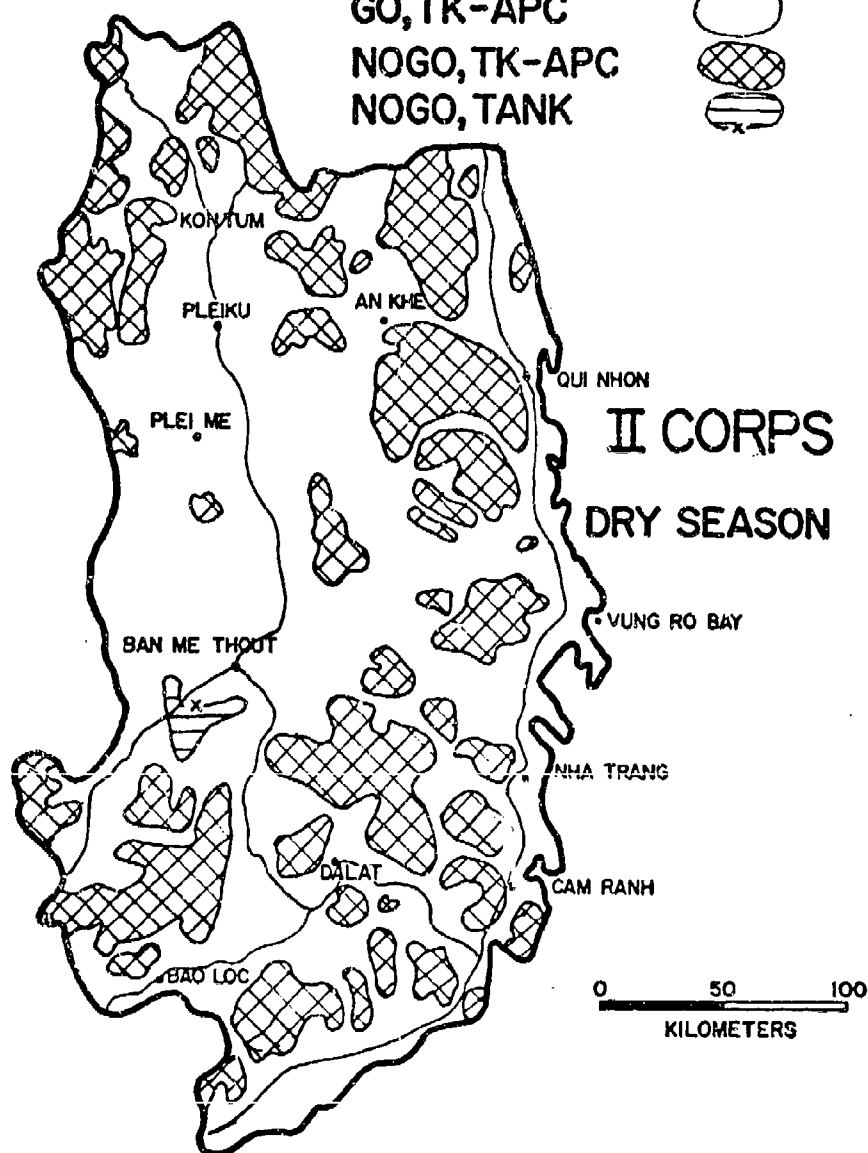 GO, TK-APC
NOGO, TK-APC
NOGO, TANK
x
KONTUM
PLEIKU
AN KHE
QUI NHON
PLEI ME
II CORPS
DRY SEASON
VUNG RO BAY
BAN ME THOUT
x
NHA TRANG
DALAT
CAM RANH
BAO LOC
0 50 100
KILOMETERS